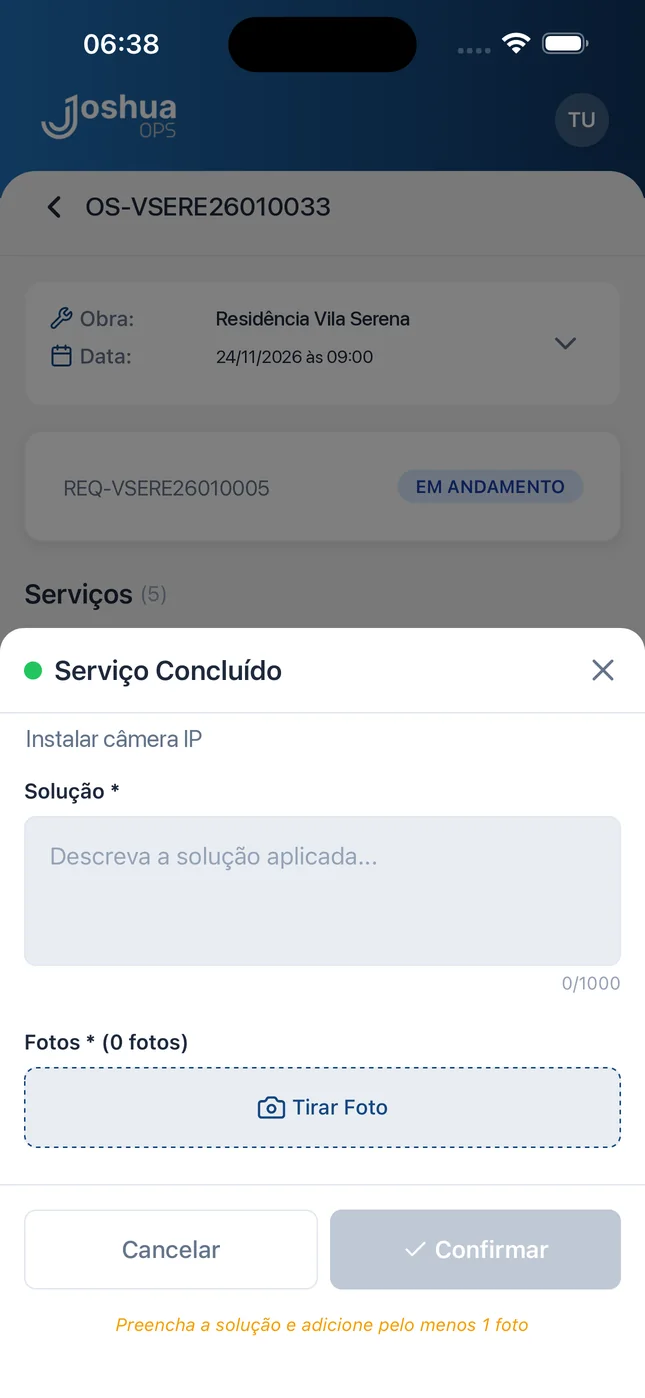 06:38
Joshua
OPS
TU
OS-VSERE26010033
Obra: Residência Vila Serena
Data: 24/11/2026 às 09:00
REQ-VSERE26010005 EM ANDAMENTO
Serviços (5)
Serviço Concluído
Instalar câmera IP
Solução *
Descreva a solução aplicada...
0/1000
Fotos * (0 fotos)
Tirar Foto
Cancelar Confirmar
Preencha a solução e adicione pelo menos 1 foto